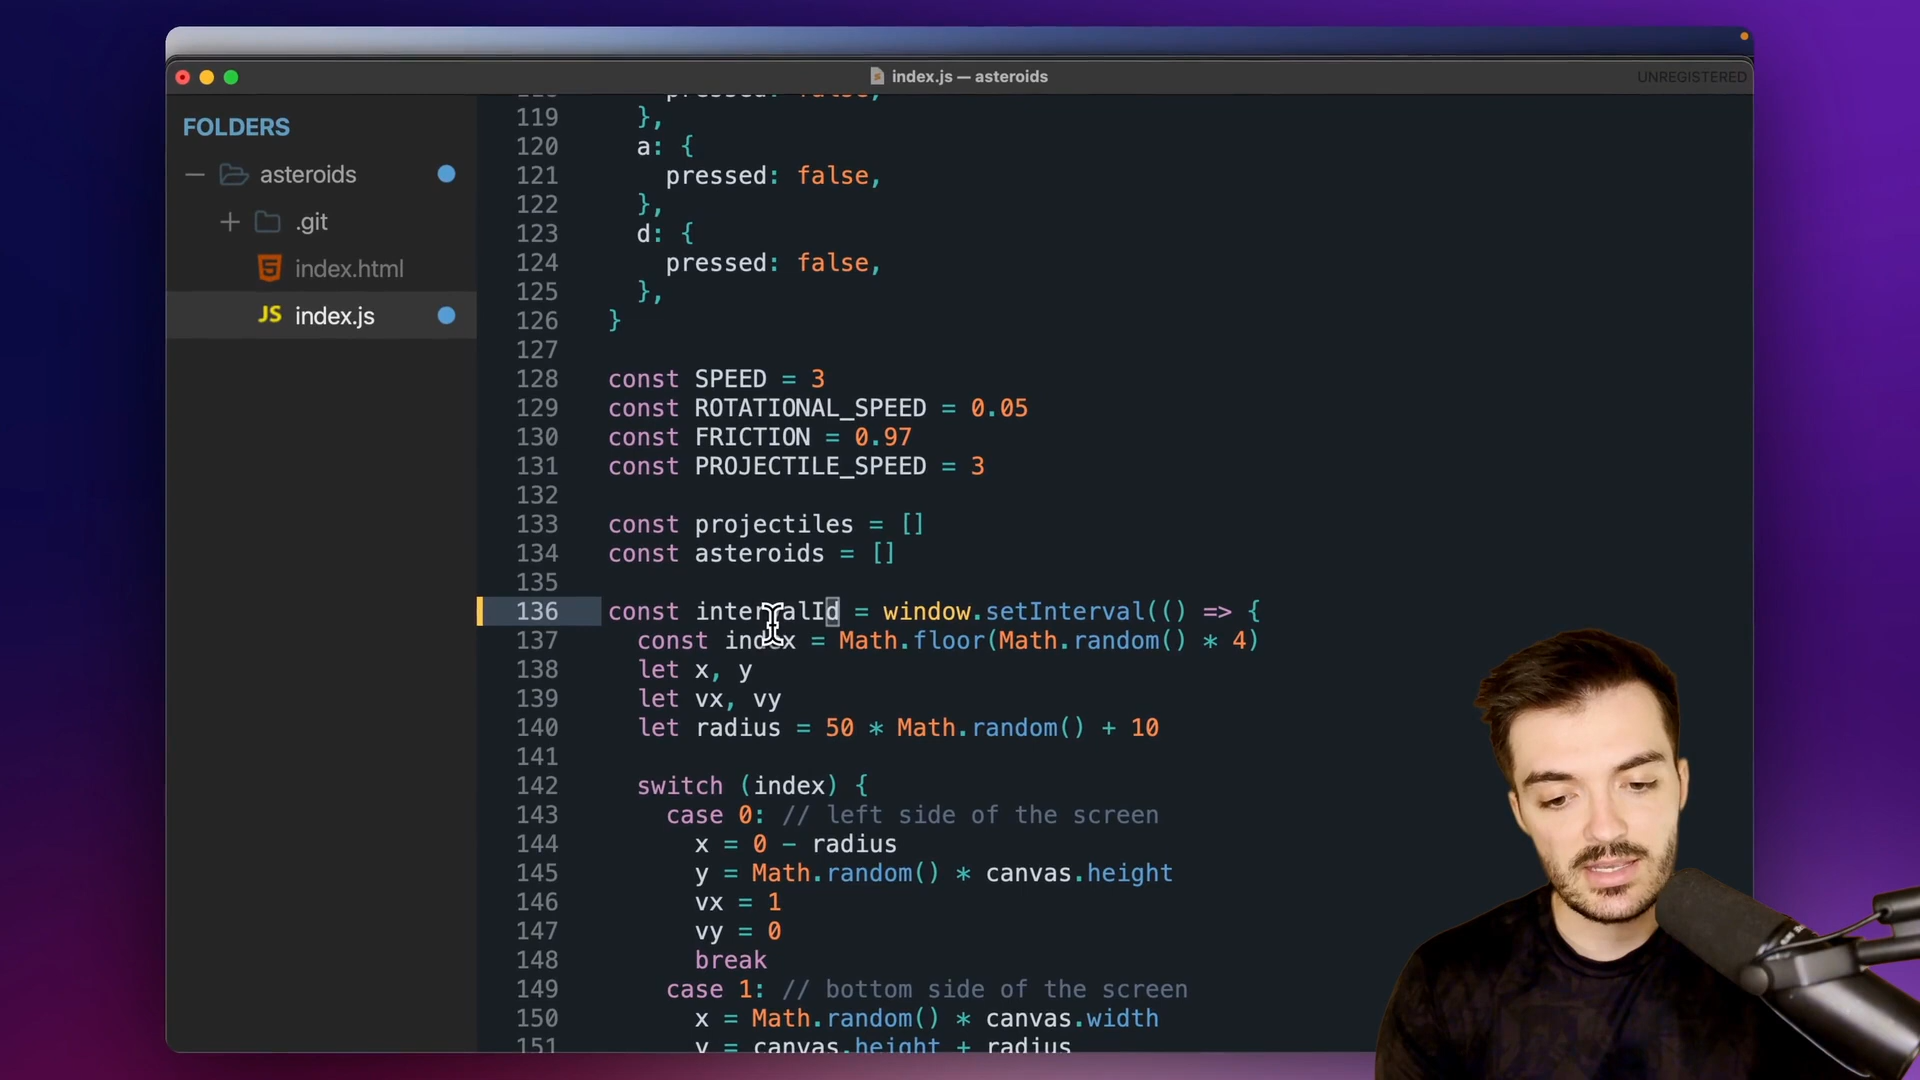 index.js — asteroids
UNREGISTERED
FOLDERS
asteroids
.git
index.html
JS index.js
119 },
120 a: {
121 pressed: false,
122 },
123 d: {
124 pressed: false,
125 },
126 }
127
128 const SPEED = 3
129 const ROTATIONAL_SPEED = 0.05
130 const FRICTION = 0.97
131 const PROJECTILE_SPEED = 3
132
133 const projectiles = []
134 const asteroids = []
135
136 const intervalId = window.setInterval(() => {
137 const index = Math.floor(Math.random() * 4)
138 let x, y
139 let vx, vy
140 let radius = 50 * Math.random() + 10
141
142 switch (index) {
143 case 0: // left side of the screen
144 x = 0 - radius
145 y = Math.random() * canvas.height
146 vx = 1
147 vy = 0
148 break
149 case 1: // bottom side of the screen
150 x = Math.random() * canvas.width
151 y = canvas.height + radius